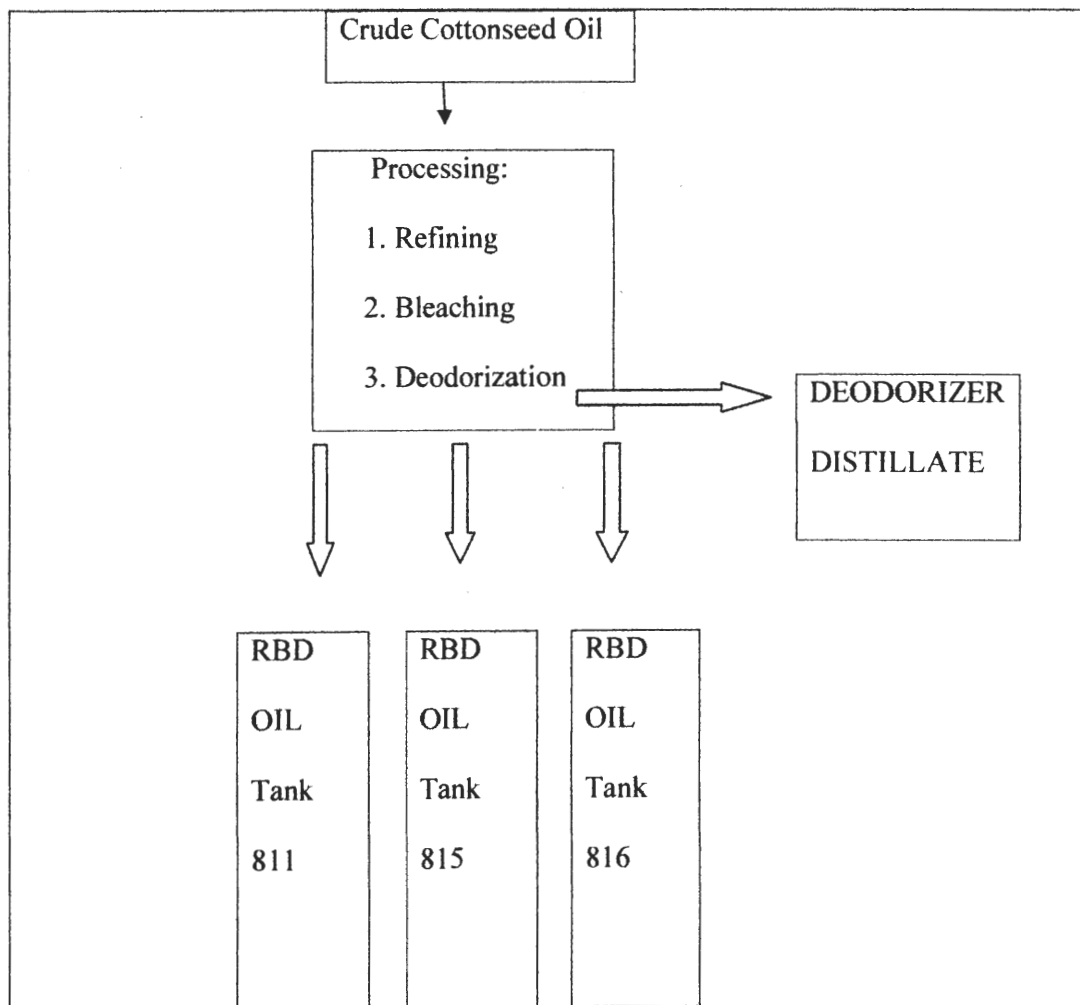 Crude Cottonseed Oil
Processing:
1. Refining
2. Bleaching
3. Deodorization
DEODORIZER
DISTILLATE
RBD
OIL
Tank
811
RBD
OIL
Tank
815
RBD
OIL
Tank
816